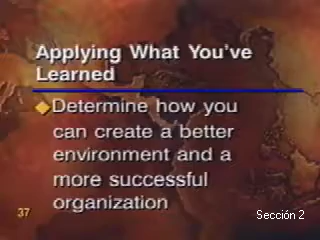 Applying What You've
Learned
Determine how you
can create a better
environment and a
more successful
organization
37
Sección 2